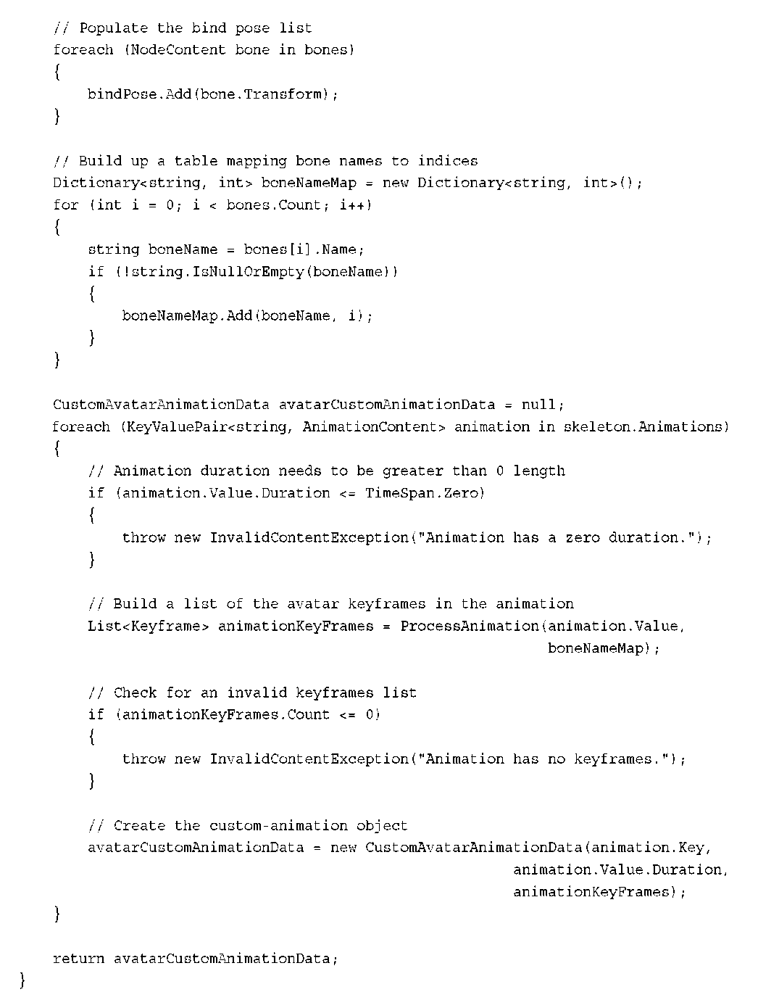 // Populate the bind pose list
foreach (NodeContent bone in bones)
{
bindPose.Add(bone.Transform);
}
// Build up a table mapping bone names to indices
Dictionary<string, int> boneNameMap = new Dictionary<string, int>();
for (int i = 0; i < bones.Count; i++)
{
string boneName = bones[i].Name;
if (!string.IsNullOrEmpty(boneName))
{
boneNameMap.Add(boneName, i);
}
}
CustomAvatarAnimationData avatarCustomAnimationData = null;
foreach (KeyValuePair<string, AnimationContent> animation in skeleton.Animations)
{
// Animation duration needs to be greater than 0 length
if (animation.Value.Duration <= TimeSpan.Zero)
{
throw new InvalidContentException("Animation has a zero duration.");
}
// Build a list of the avatar keyframes in the animation
List<Keyframe> animationKeyFrames = ProcessAnimation(animation.Value,
boneNameMap);
// Check for an invalid keyframes list
if (animationKeyFrames.Count <= 0)
{
throw new InvalidContentException("Animation has no keyframes.");
}
// Create the custom-animation object
avatarCustomAnimationData = new CustomAvatarAnimationData(animation.Key,
animation.Value.Duration,
animationKeyFrames);
}
return avatarCustomAnimationData;
}